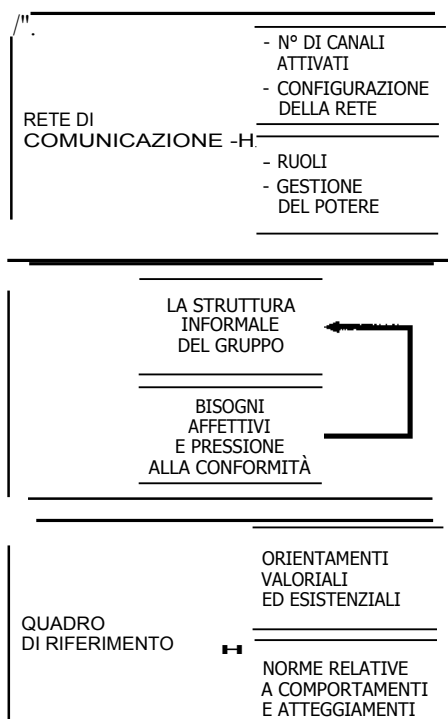 /".
- N° DI CANALI
ATTIVATI
- CONFIGURAZIONE
DELLA RETE
RETE DI
COMUNICAZIONE -H.
- RUOLI
- GESTIONE
DEL POTERE
LA STRUTTURA
INFORMALE
DEL GRUPPO
BISOGNI
AFFETTIVI
E PRESSIONE
ALLA CONFORMITÀ
ORIENTAMENTI
VALORIALI
ED ESISTENZIALI
QUADRO
DI RIFERIMENTO
H
NORME RELATIVE
A COMPORTAMENTI
E ATTEGGIAMENTI